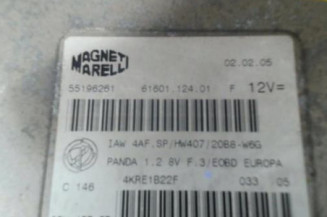 MAGNETI
MARELLI
02.02.05
55196261 61601.124.01 F 12V=
IAW 4AF.SP/HW407/20B8-W6G
PANDA 1.2 8V F.3/EOBD EUROPA
4KRE1B22F 033 05
C 146